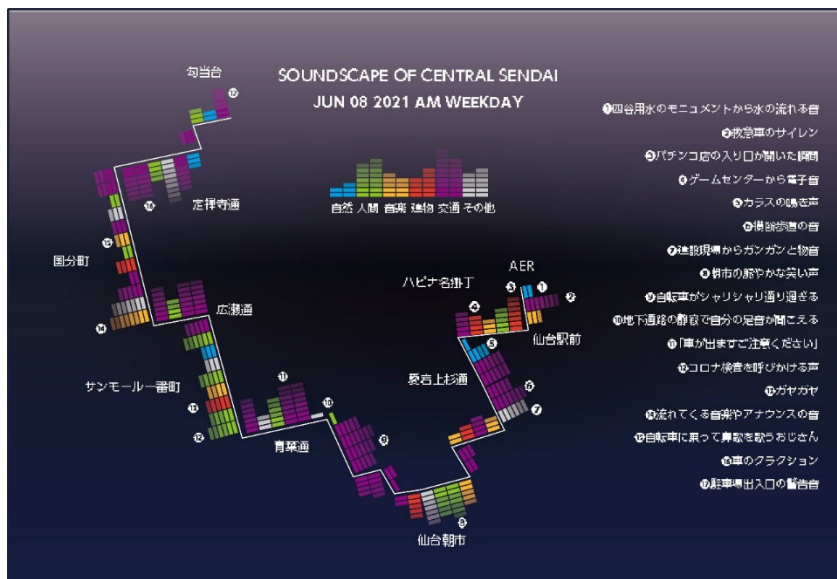 SOUNDSCAPE OF CENTRAL SENDAI
JUN 08 2021 AM WEEKDAY
自然 人間 音楽 建物 交通 その他
勾当台
定禅寺通
国分町
広瀬通
サンモール一番町
青葉通
仙台朝市
愛宕上杉通
ハピナ名掛丁
AER
仙台駅前
❶四谷用水のモニュメントから水の流れる音
❷救急車のサイレン
❸パチンコ店の入り口が開いた瞬間
❹ゲームセンターから電子音
❺カラスの鳴き声
❻横断歩道の音
❼建設現場からガンガンと物音
❽朝市の賑やかな笑い声
❾自転車がシャリシャリ通り過ぎる
❿地下通路の静寂で自分の足音が聞こえる
⓫「車が出ますご注意ください」
⓬コロナ検査を呼びかける声
⓭ガヤガヤ
⓮流れてくる音楽やアナウンスの音
⓯自転車に乗って鼻歌を歌うおじさん
⓰車のクラクション
⓱駐車場出入口の警告音